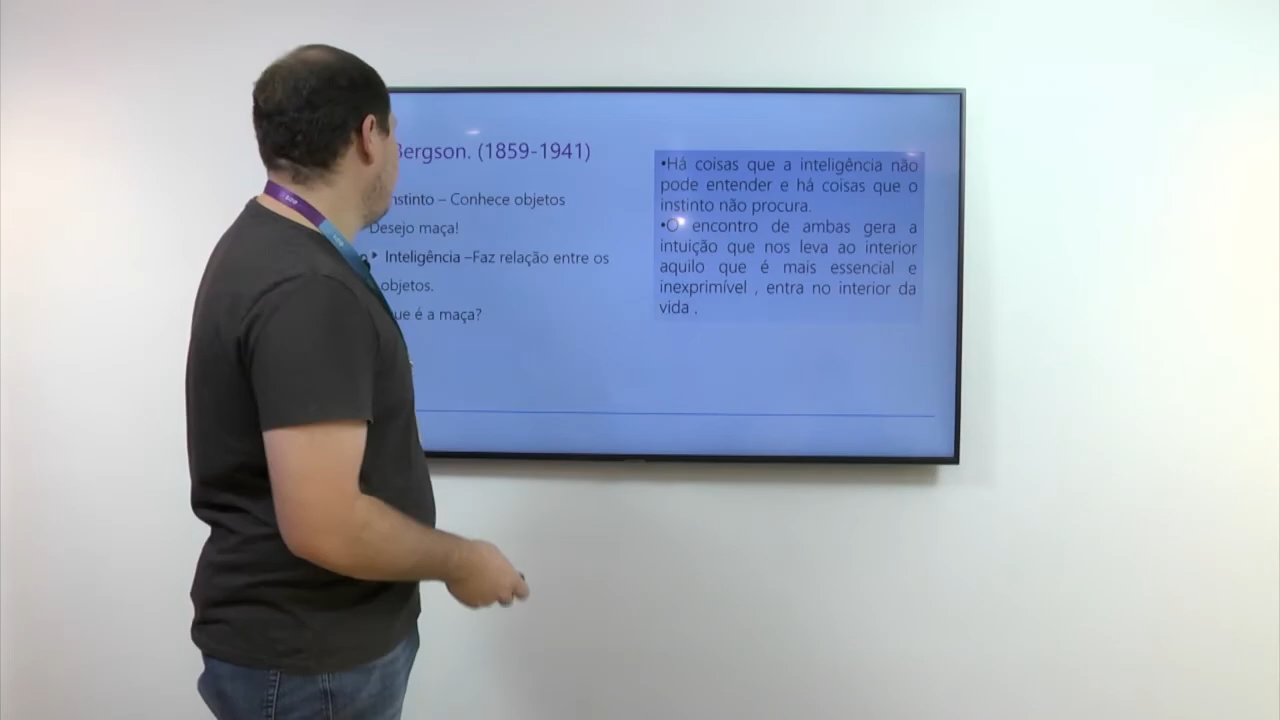 Bergson. (1859-1941)
nstinto – Conhece objetos
Desejo maça!
Inteligência –Faz relação entre os
objetos.
ue é a maça?
•Há coisas que a inteligência não
pode entender e há coisas que o
instinto não procura.
•O encontro de ambas gera a
intuição que nos leva ao interior
aquilo que é mais essencial e
inexprimível , entra no interior da
vida .